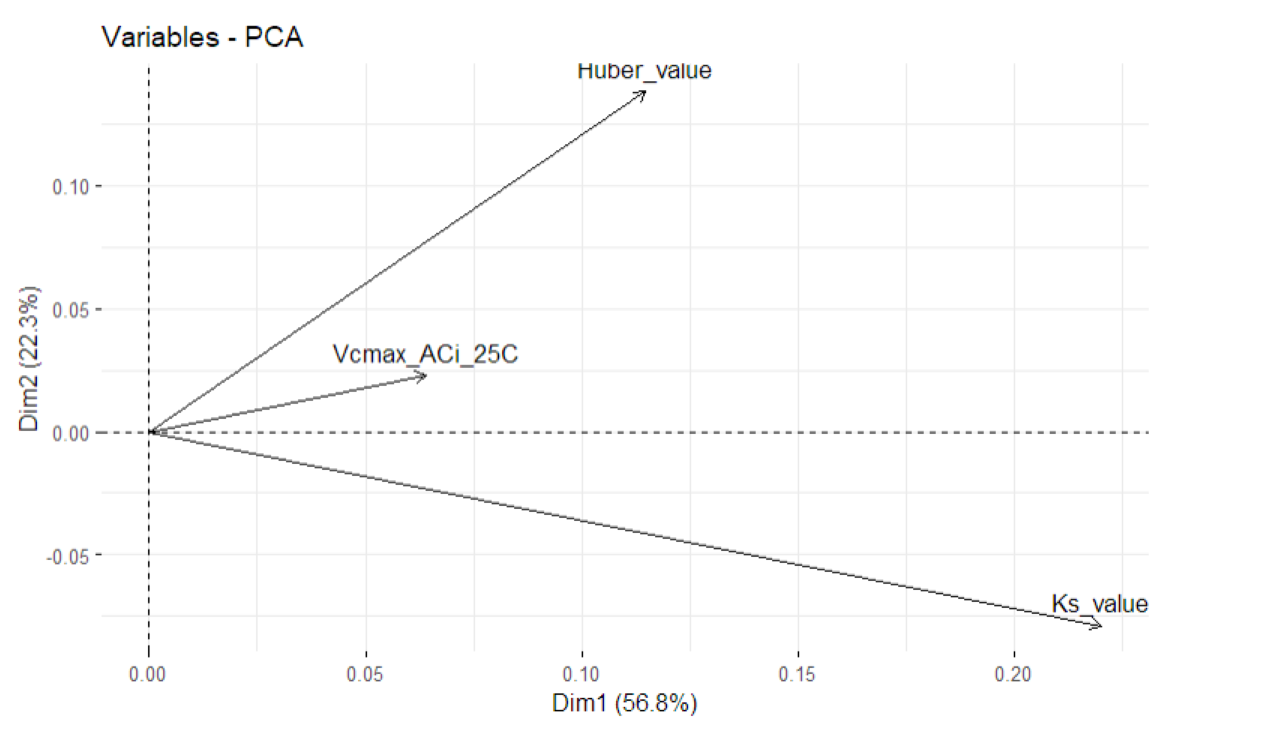 Variables - PCA
Huber_value
0.10
0.05
Vcmax_ACi_25C
Dim2 (22.3%)
0.00
-0.05
Ks_value
0.00 0.05 0.10 0.15 0.20
Dim1 (56.8%)